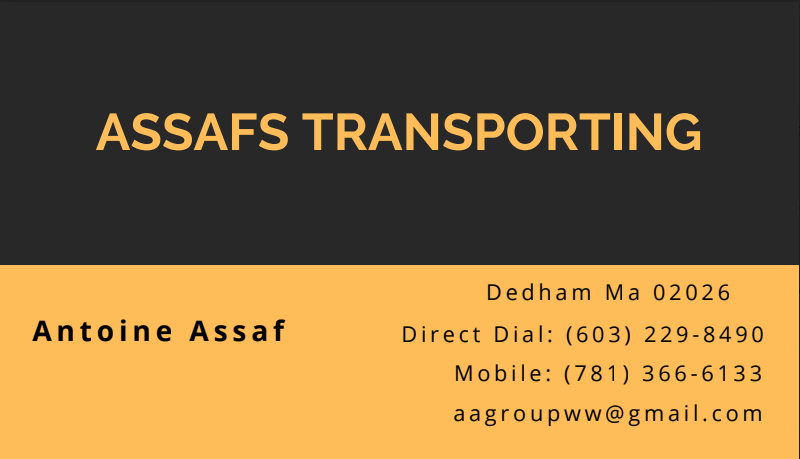 ASSAFS TRANSPORTING
Antoine Assaf
Dedham Ma 02026
Direct Dial: (603) 229-8490
Mobile: (781) 366-6133
aagroupww@gmail.com